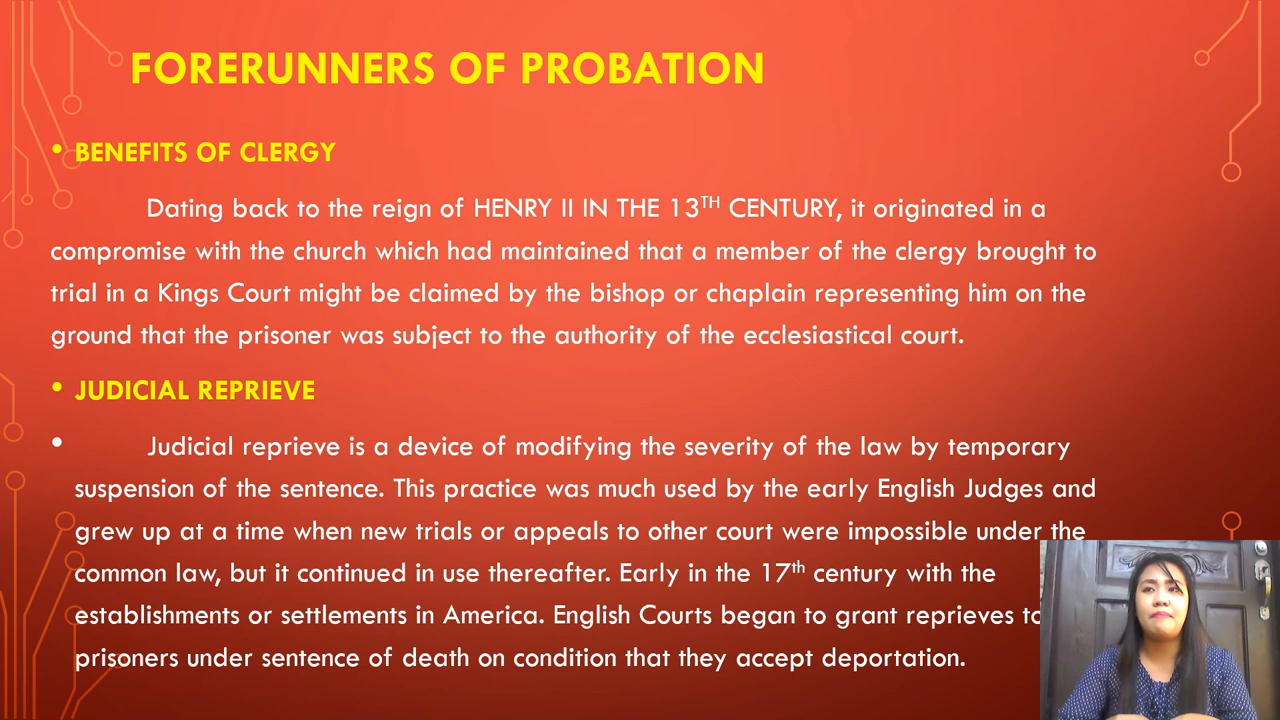 FORERUNNERS OF PROBATION
• BENEFITS OF CLERGY
Dating back to the reign of HENRY II IN THE 13TH CENTURY, it originated in a
compromise with the church which had maintained that a member of the clergy brought to
trial in a Kings Court might be claimed by the bishop or chaplain representing him on the
ground that the prisoner was subject to the authority of the ecclesiastical court.
• JUDICIAL REPRIEVE
• Judicial reprieve is a device of modifying the severity of the law by temporary
suspension of the sentence. This practice was much used by the early English Judges and
grew up at a time when new trials or appeals to other court were impossible under the
common law, but it continued in use thereafter. Early in the 17th century with the
establishments or settlements in America. English Courts began to grant reprieves to
prisoners under sentence of death on condition that they accept deportation.